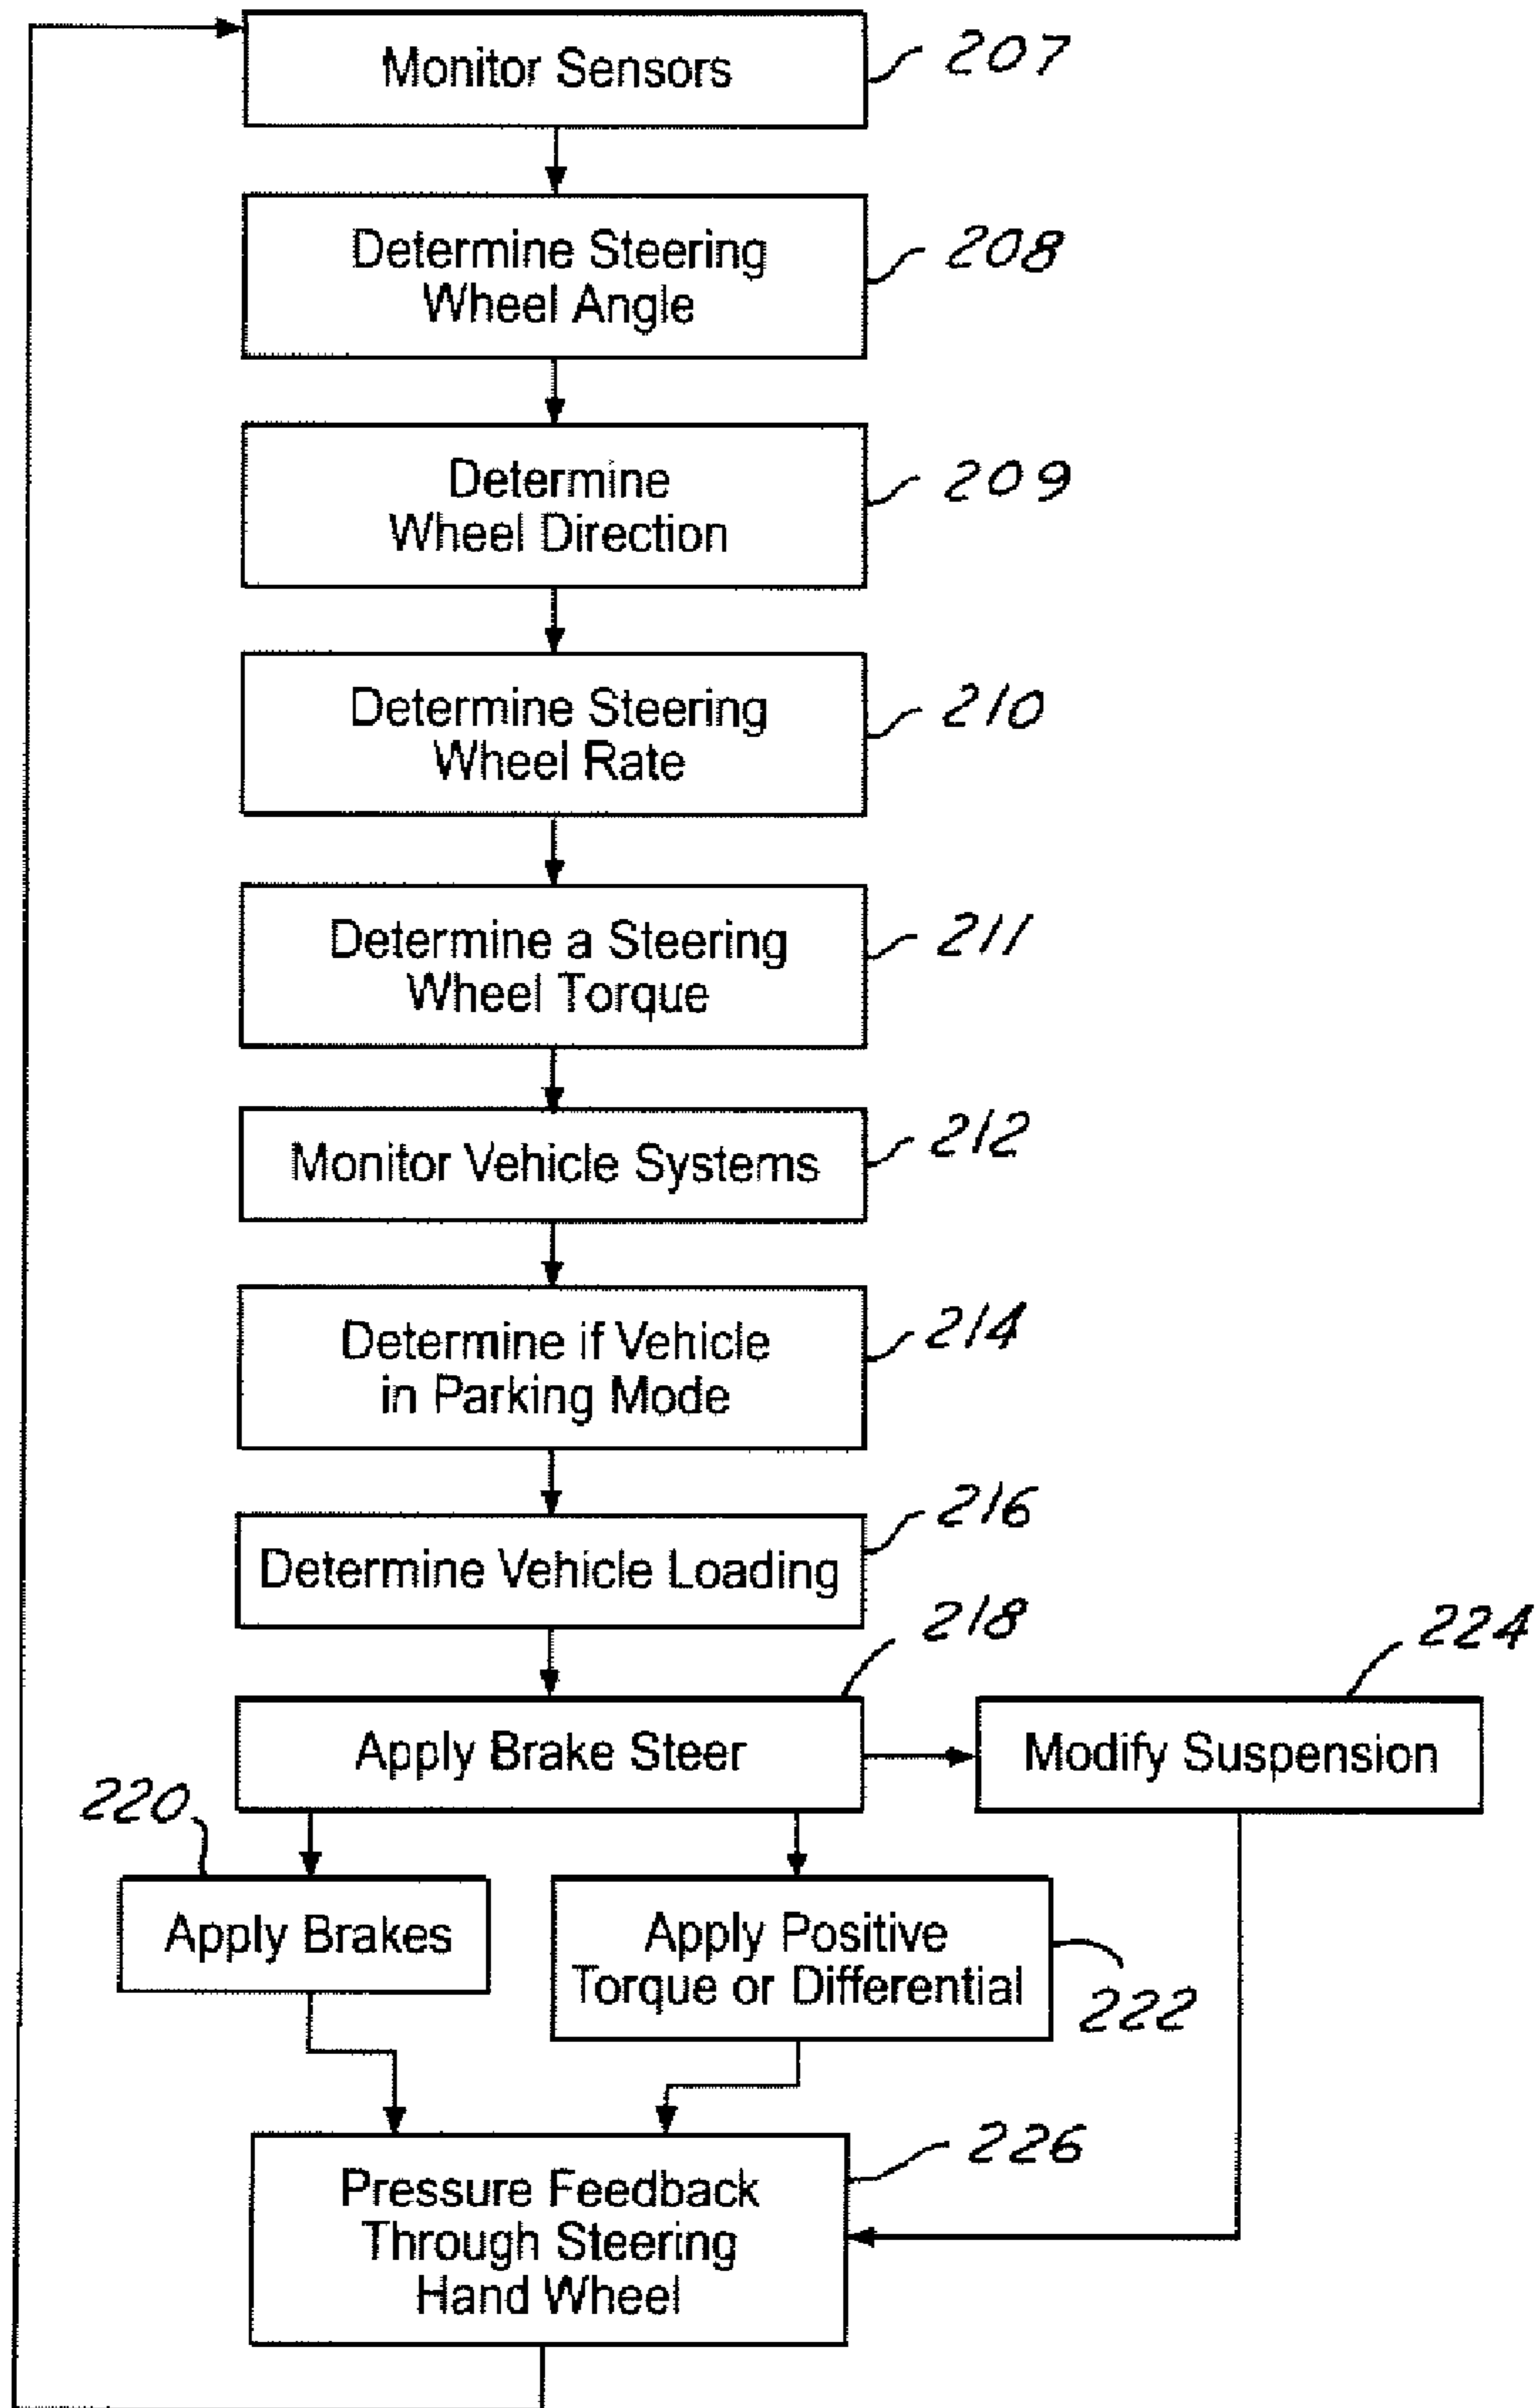 Monitor Sensors
207
Determine Steering
Wheel Angle
208
Determine
Wheel Direction
209
Determine Steering
Wheel Rate
210
Determine a Steering
Wheel Torque
211
Monitor Vehicle Systems
212
Determine if Vehicle
in Parking Mode
214
Determine Vehicle Loading
216
Apply Brake Steer
218
Modify Suspension
224
220
Apply Brakes
Apply Positive
Torque or Differential
222
Pressure Feedback
Through Steering
Hand Wheel
226